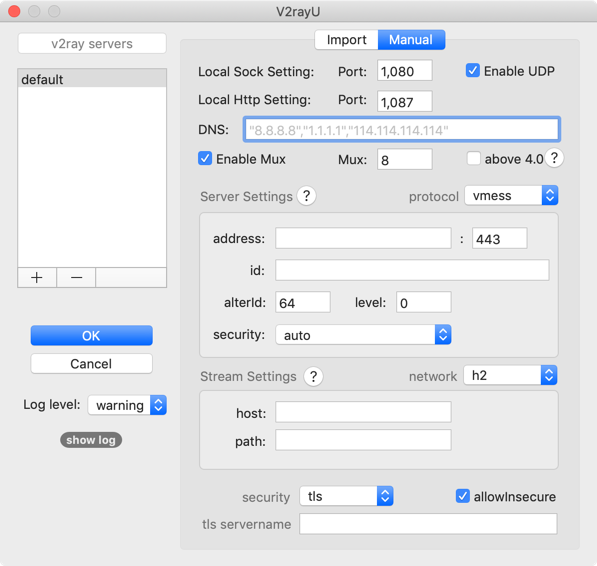 V2rayU
v2ray servers
default
+ −
OK
Cancel
Log level: warning
show log
Import Manual
Local Sock Setting: Port: 1,080 Enable UDP
Local Http Setting: Port: 1,087
DNS: "8.8.8.8","1.1.1.1","114.114.114.114"
Enable Mux Mux: 8 above 4.0 ?
Server Settings ? protocol vmess
address: : 443
id:
alterId: 64 level: 0
security: auto
Stream Settings ? network h2
host:
path:
security tls allowInsecure
tls servername